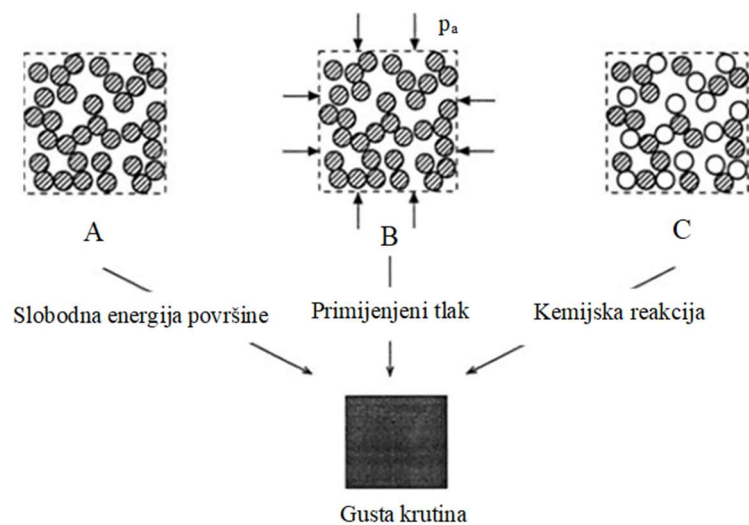 pₐ
A
B
C
Slobodna energija površine
Primijenjeni tlak
Kemijska reakcija
Gusta krutina